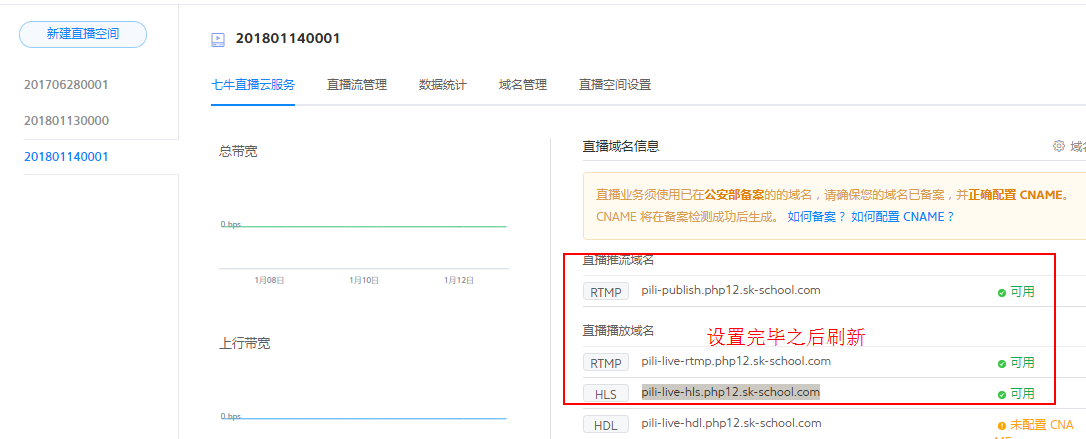 新建直播空间
201706280001
201801130000
201801140001
201801140001
七牛直播云服务 直播流管理 数据统计 域名管理 直播空间设置
总带宽
0 bps
1月08日 1月10日 1月12日
上行带宽
0 bps
直播域名信息
直播业务须使用已在公安部备案的的域名，请确保您的域名已备案，并正确配置 CNAME。
CNAME 将在备案检测成功后生成。 如何备案？ 如何配置 CNAME？
直播推流域名
RTMP pili-publish.php12.sk-school.com 可用
直播播放域名
设置完毕之后刷新
RTMP pili-live-rtmp.php12.sk-school.com 可用
HLS pili-live-hls.php12.sk-school.com 可用
HDL pili-live-hdl.php12.sk-school.com 未配置 CNA